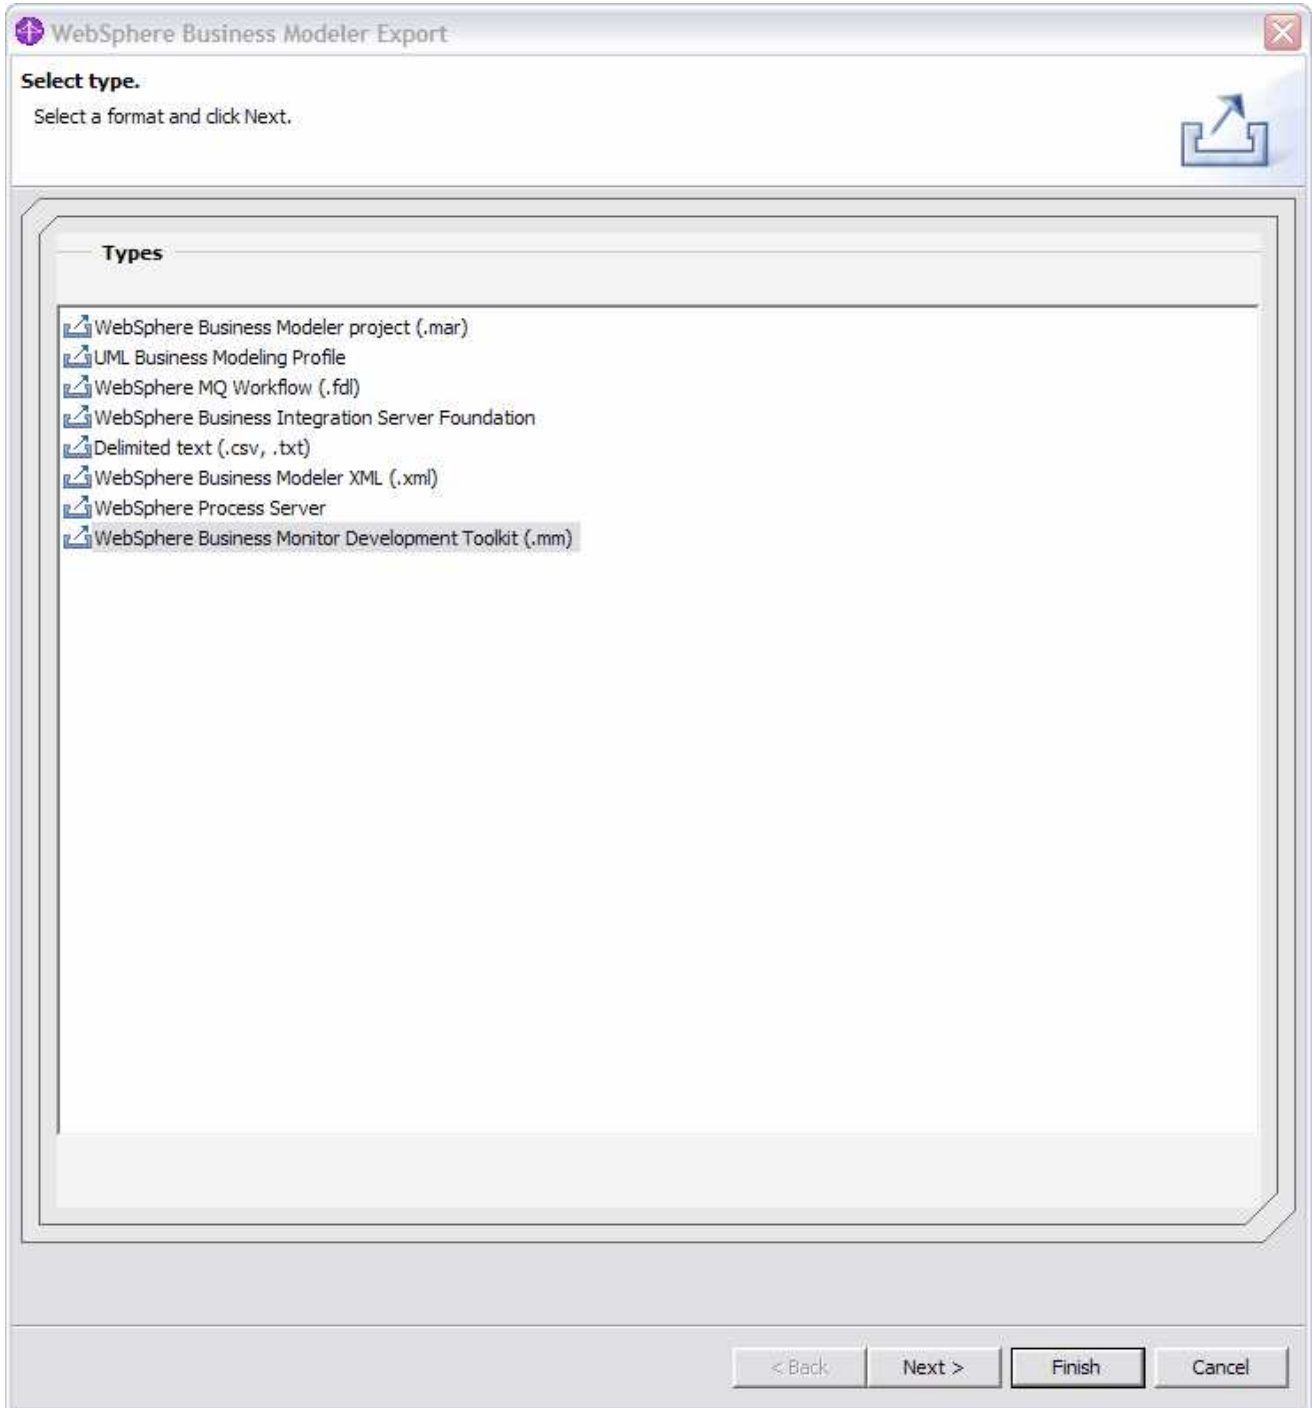 WebSphere Business Modeler Export
Select type.
Select a format and click Next.
Types
WebSphere Business Modeler project (.mar)
UML Business Modeling Profile
WebSphere MQ Workflow (.fdl)
WebSphere Business Integration Server Foundation
Delimited text (.csv, .txt)
WebSphere Business Modeler XML (.xml)
WebSphere Process Server
WebSphere Business Monitor Development Toolkit (.mm)
< Back Next > Finish Cancel